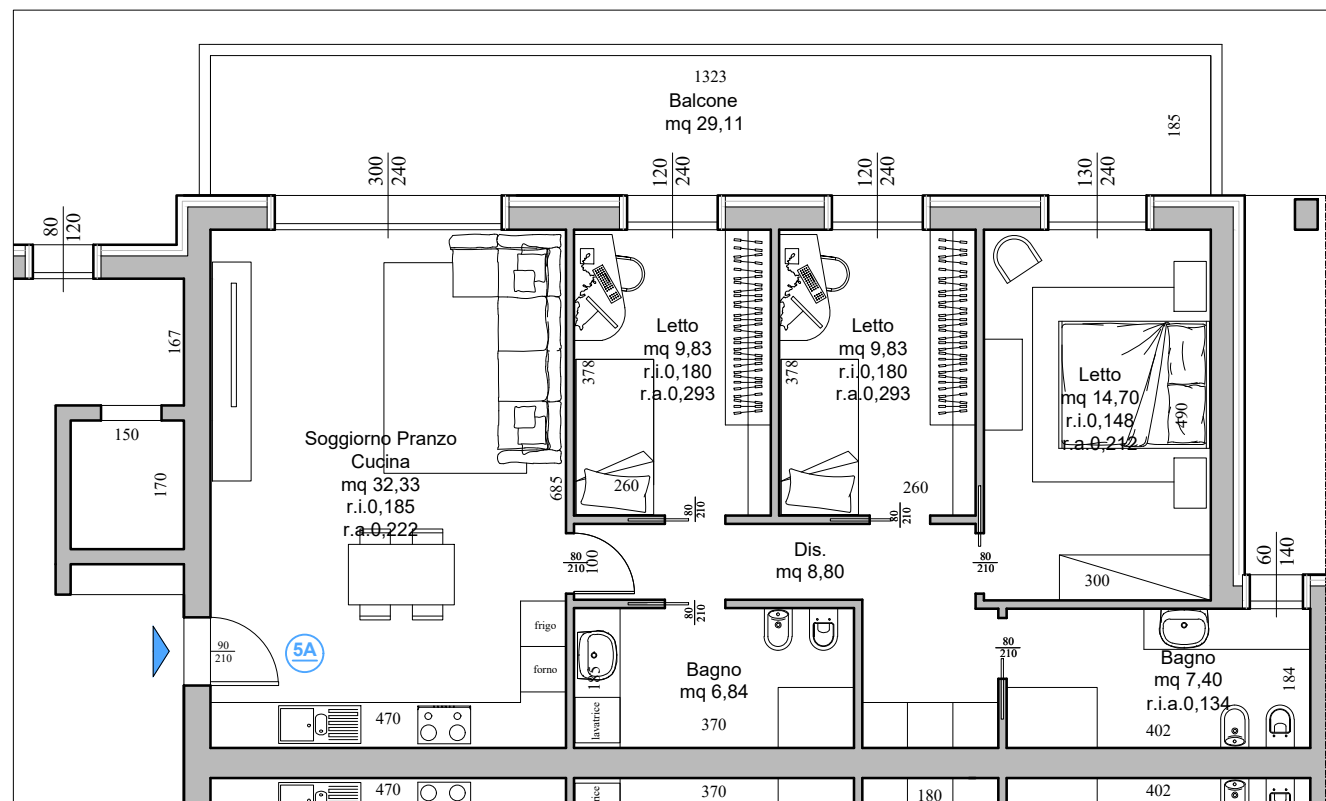 1323
Balcone
mq 29,11
185
300
240
120
240
120
240
130
240
80
120
167
150
170
Soggiorno Pranzo
Cucina
mq 32,33
r.i.0,185
r.a.0,222
685
Letto
mq 9,83
r.i.0,180
r.a.0,293
378
260
80
210
Letto
mq 9,83
r.i.0,180
r.a.0,293
378
260
80
210
Letto
mq 14,70
r.i.0,148
r.a.0,212
490
300
60
140
Dis.
mq 8,80
80
210
100
80
210
80
210
90
210
5A
frigo
forno
470
185
lavatrice
Bagno
mq 6,84
370
80
210
Bagno
mq 7,40
r.i.a.0,134
184
402
470
rice
370
180
402